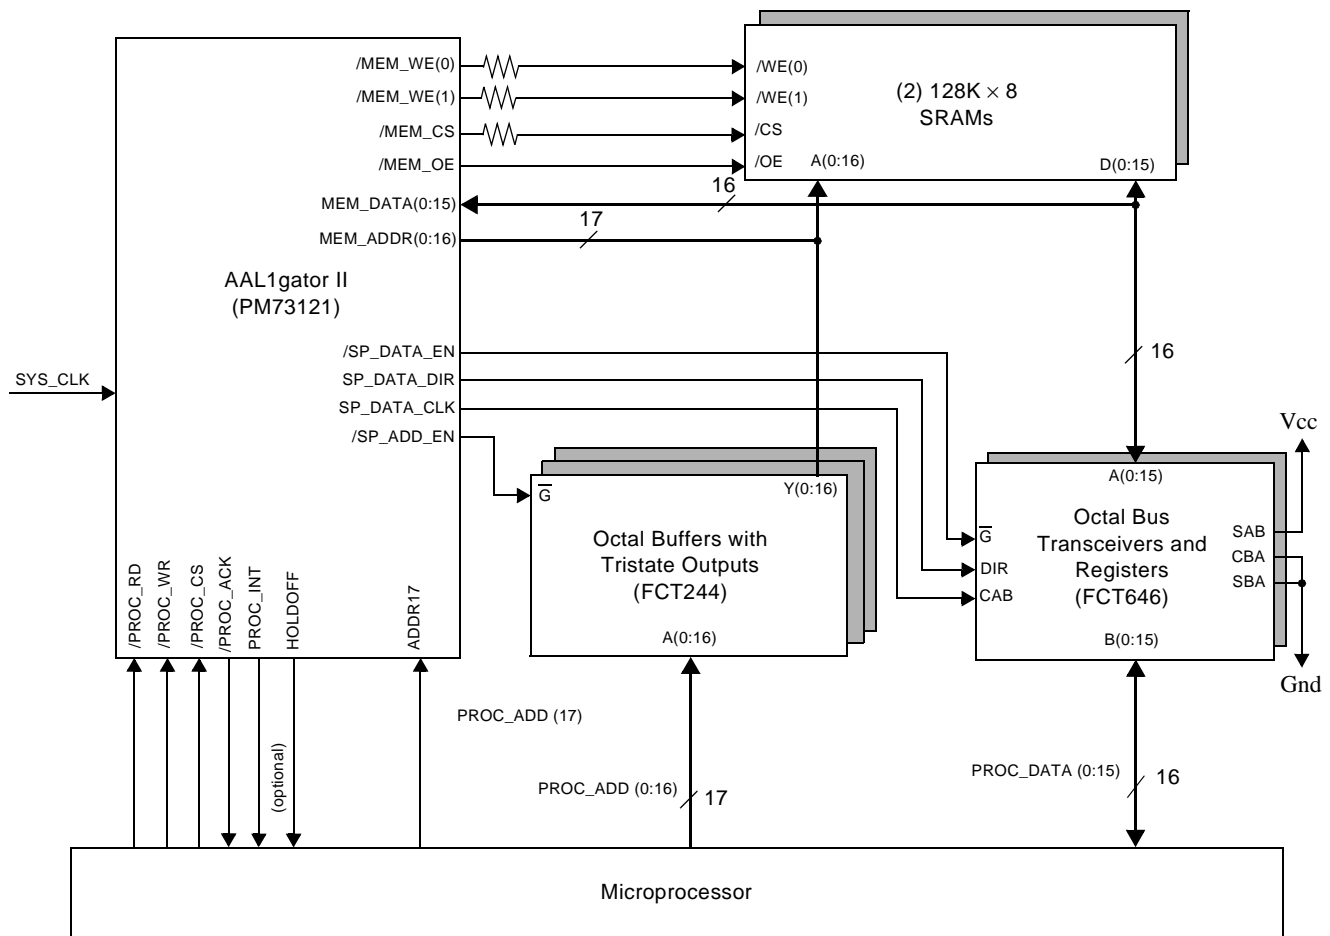 /MEM_WE(0)
/MEM_WE(1)
/MEM_CS
/MEM_OE
MEM_DATA(0:15)
MEM_ADDR(0:16)
AAL1gator II
(PM73121)
/SP_DATA_EN
SP_DATA_DIR
SP_DATA_CLK
/SP_ADD_EN
SYS_CLK
/PROC_RD
/PROC_WR
/PROC_CS
/PROC_ACK
PROC_INT
HOLDOFF
ADDR17
/WE(0)
/WE(1)
/CS
/OE
A(0:16)
D(0:15)
(2) 128K × 8
SRAMs
16
17
16
G
Y(0:16)
Octal Buffers with
Tristate Outputs
(FCT244)
A(0:16)
A(0:15)
Octal Bus
Transceivers and
Registers
(FCT646)
G
DIR
CAB
SAB
CBA
SBA
B(0:15)
Vcc
Gnd
(optional)
PROC_ADD (17)
PROC_ADD (0:16)
17
PROC_DATA (0:15)
16
Microprocessor